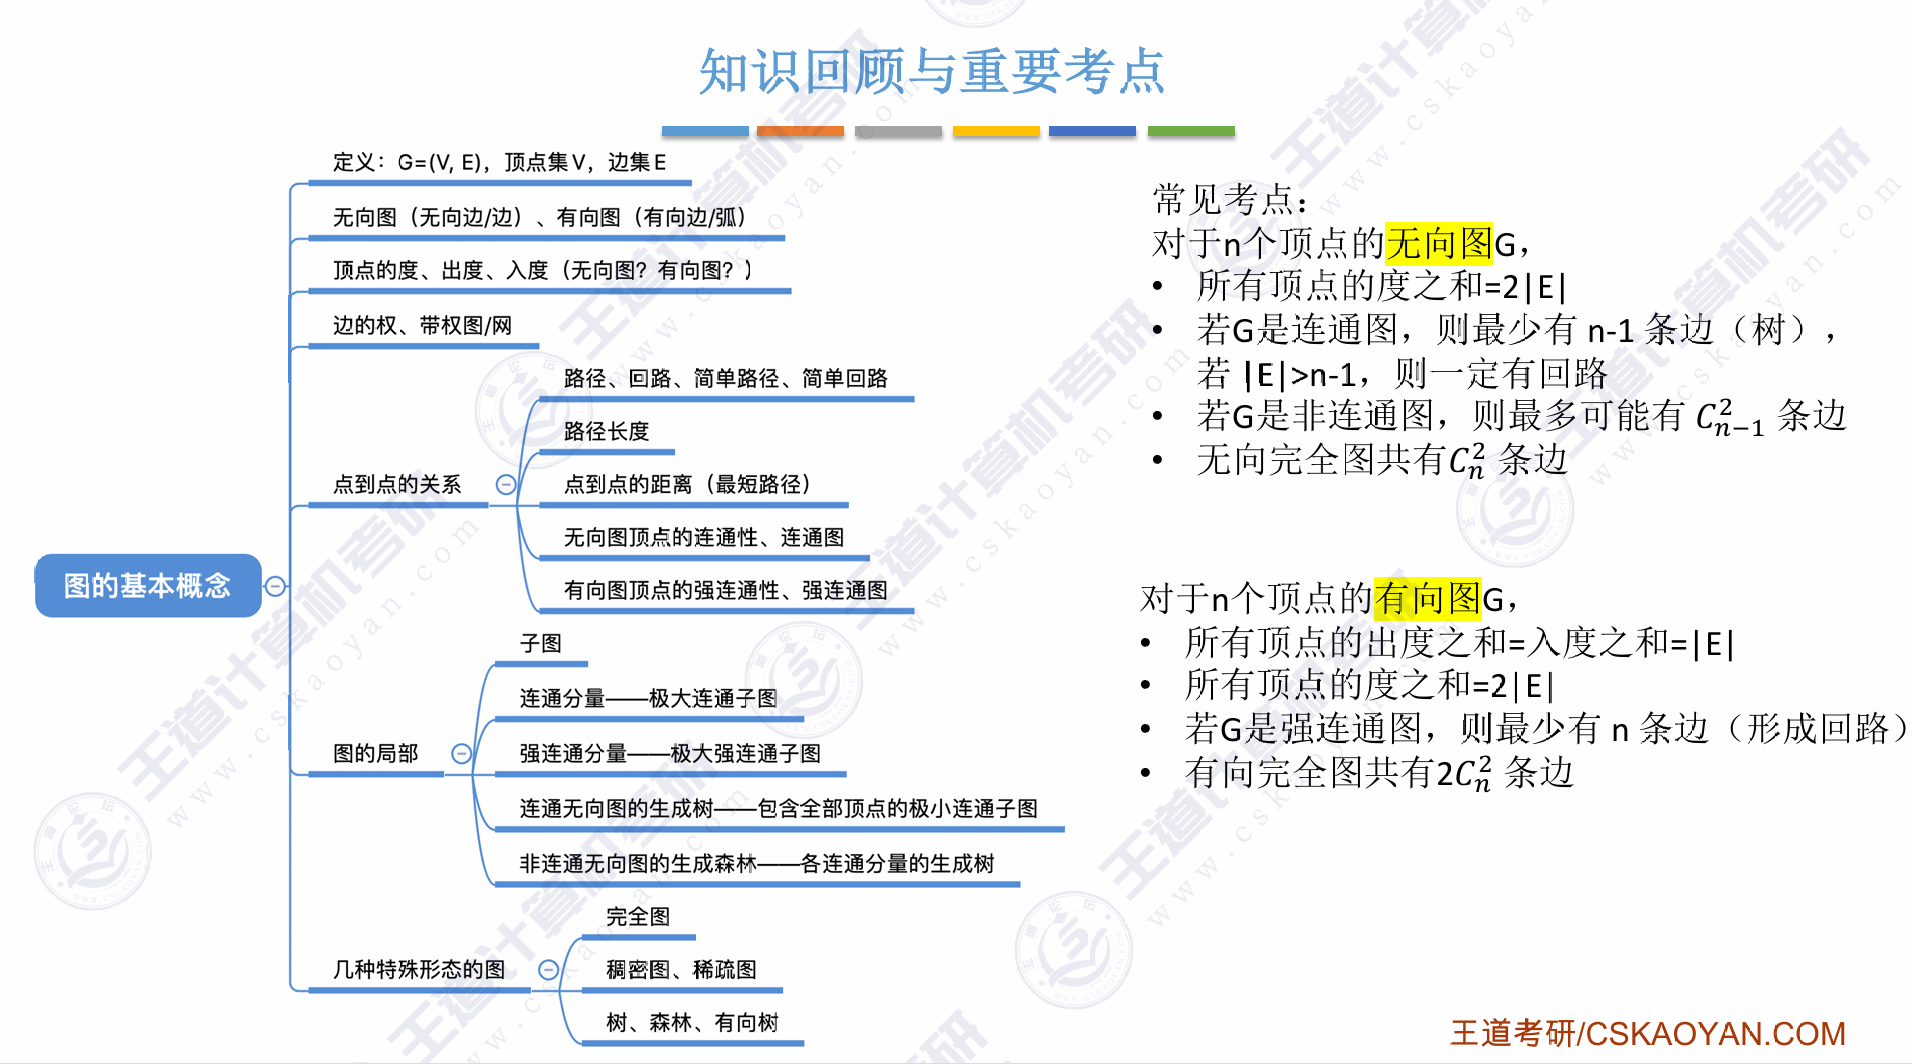 知识回顾与重要考点
定义：G=(V, E)，顶点集 V，边集 E
无向图（无向边/边）、有向图（有向边/弧）
顶点的度、出度、入度（无向图？有向图？）
边的权、带权图/网
点到点的关系
路径、回路、简单路径、简单回路
路径长度
点到点的距离（最短路径）
无向图顶点的连通性、连通图
有向图顶点的强连通性、强连通图
图的基本概念
图的局部
子图
连通分量——极大连通子图
强连通分量——极大强连通子图
连通无向图的生成树——包含全部顶点的极小连通子图
非连通无向图的生成森林——各连通分量的生成树
几种特殊形态的图
完全图
稠密图、稀疏图
树、森林、有向树
常见考点：
对于n个顶点的无向图G，
• 所有顶点的度之和=2|E|
• 若G是连通图，则最少有 n-1 条边（树），
若 |E|>n-1，则一定有回路
• 若G是非连通图，则最多可能有 $C_{n-1}^{2}$ 条边
• 无向完全图共有$C_{n}^{2}$ 条边
对于n个顶点的有向图G，
• 所有顶点的出度之和=入度之和=|E|
• 所有顶点的度之和=2|E|
• 若G是强连通图，则最少有 n 条边（形成回路）
• 有向完全图共有2$C_{n}^{2}$ 条边
王道考研/CSKAOYAN.COM
王道计算机考研
www.cskaoyan.com